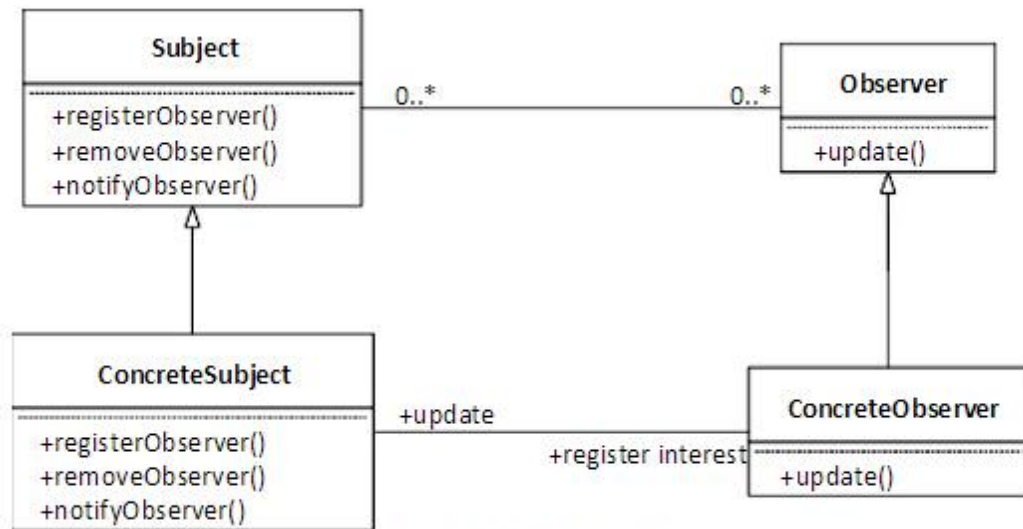 Subject
+registerObserver()
+removeObserver()
+notifyObserver()
0..*
0..*
Observer
+update()
ConcreteSubject
+registerObserver()
+removeObserver()
+notifyObserver()
+update
+register interest
ConcreteObserver
+update()